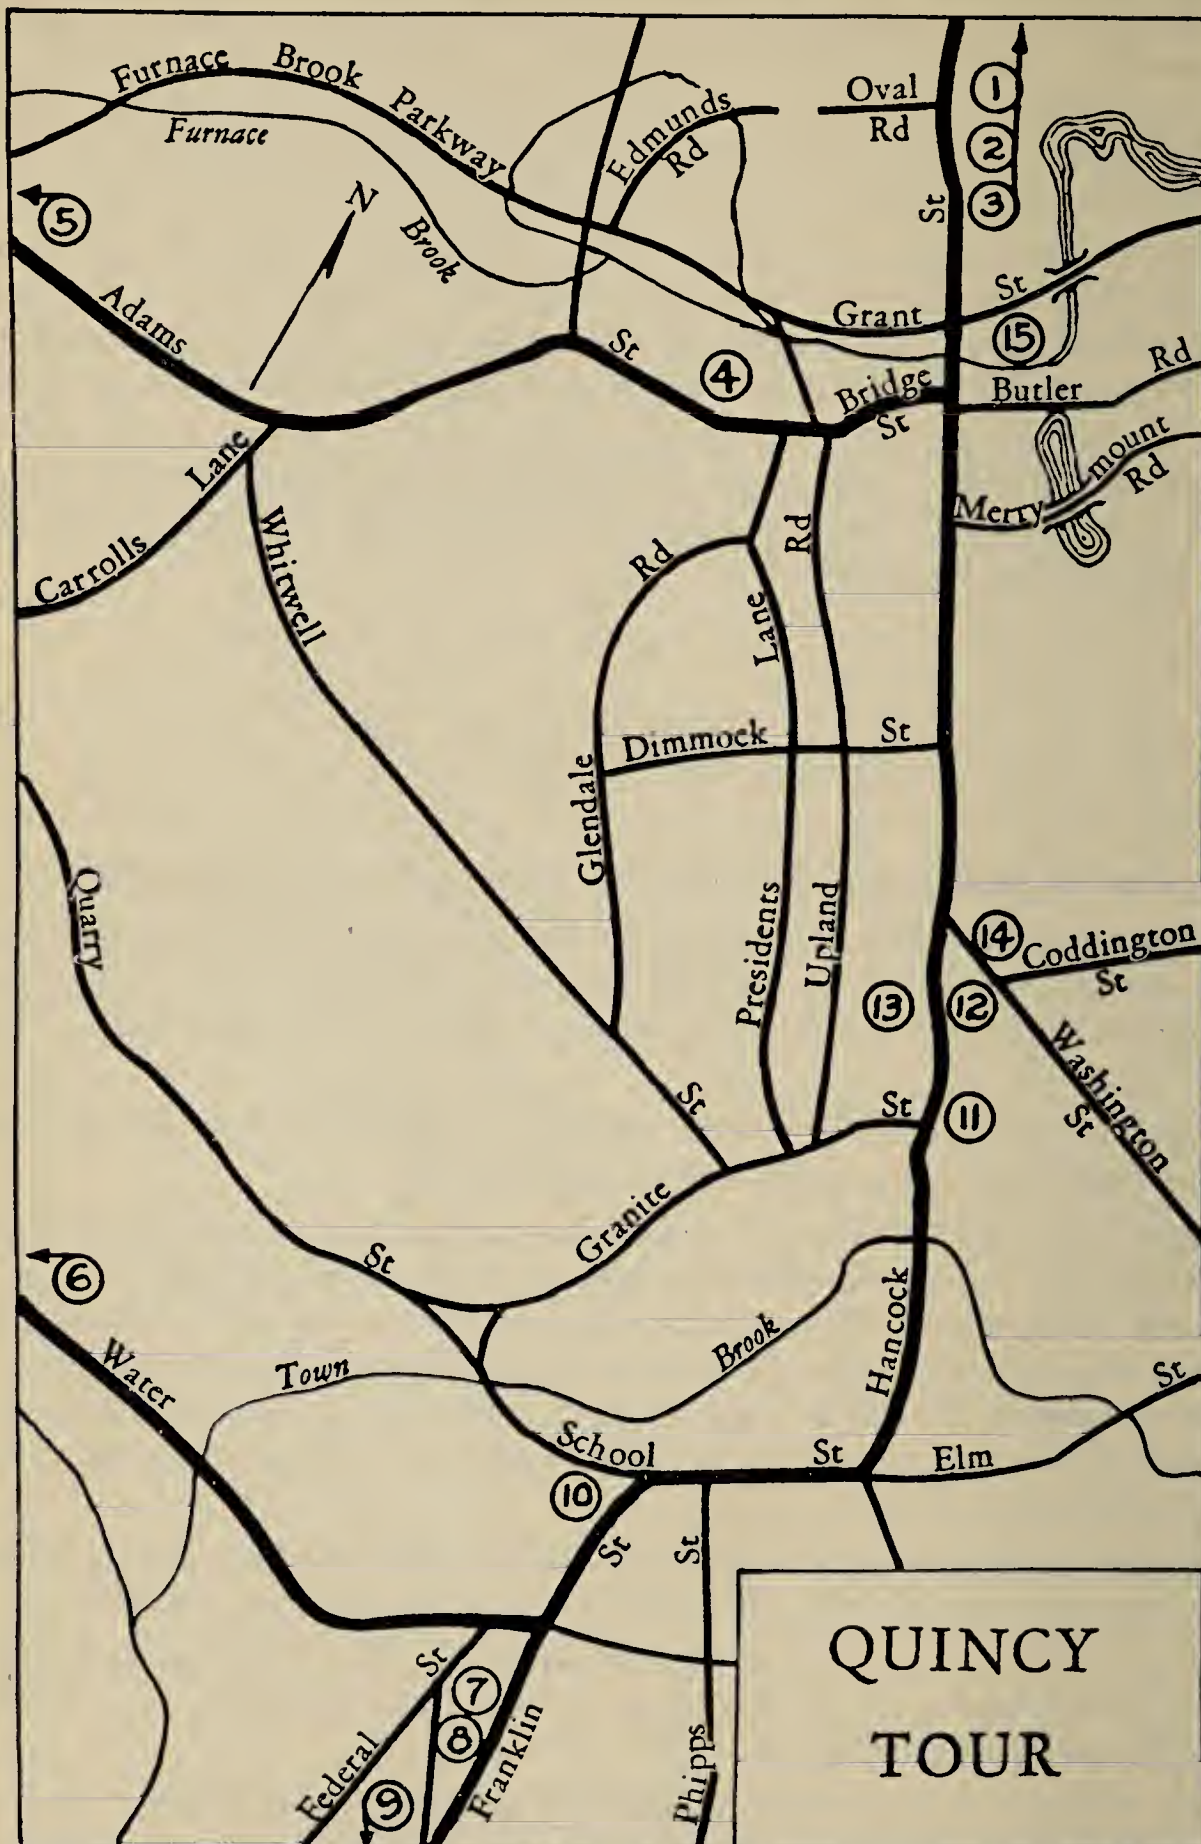 Furnace Brook Parkway
Furnace
Brook
Edmunds
Rd
Oval
Rd
1
2
3
St
N
5
Adams
St
4
Grant
St
15
Bridge
St
Butler
Rd
Merrymount
Rd
Carrolls Lane
Whitwell
St
Rd
Glendale
Lane
Presidents
Rd
Upland
Dimmock
St
Quarry
St
14
Coddington
St
13
12
Washington
St
11
St
Granite
6
Water
Town
Brook
Hancock
School
St
Elm
St
10
St
St
St
7
8
9
Federal
Franklin
Phipps
QUINCY
TOUR